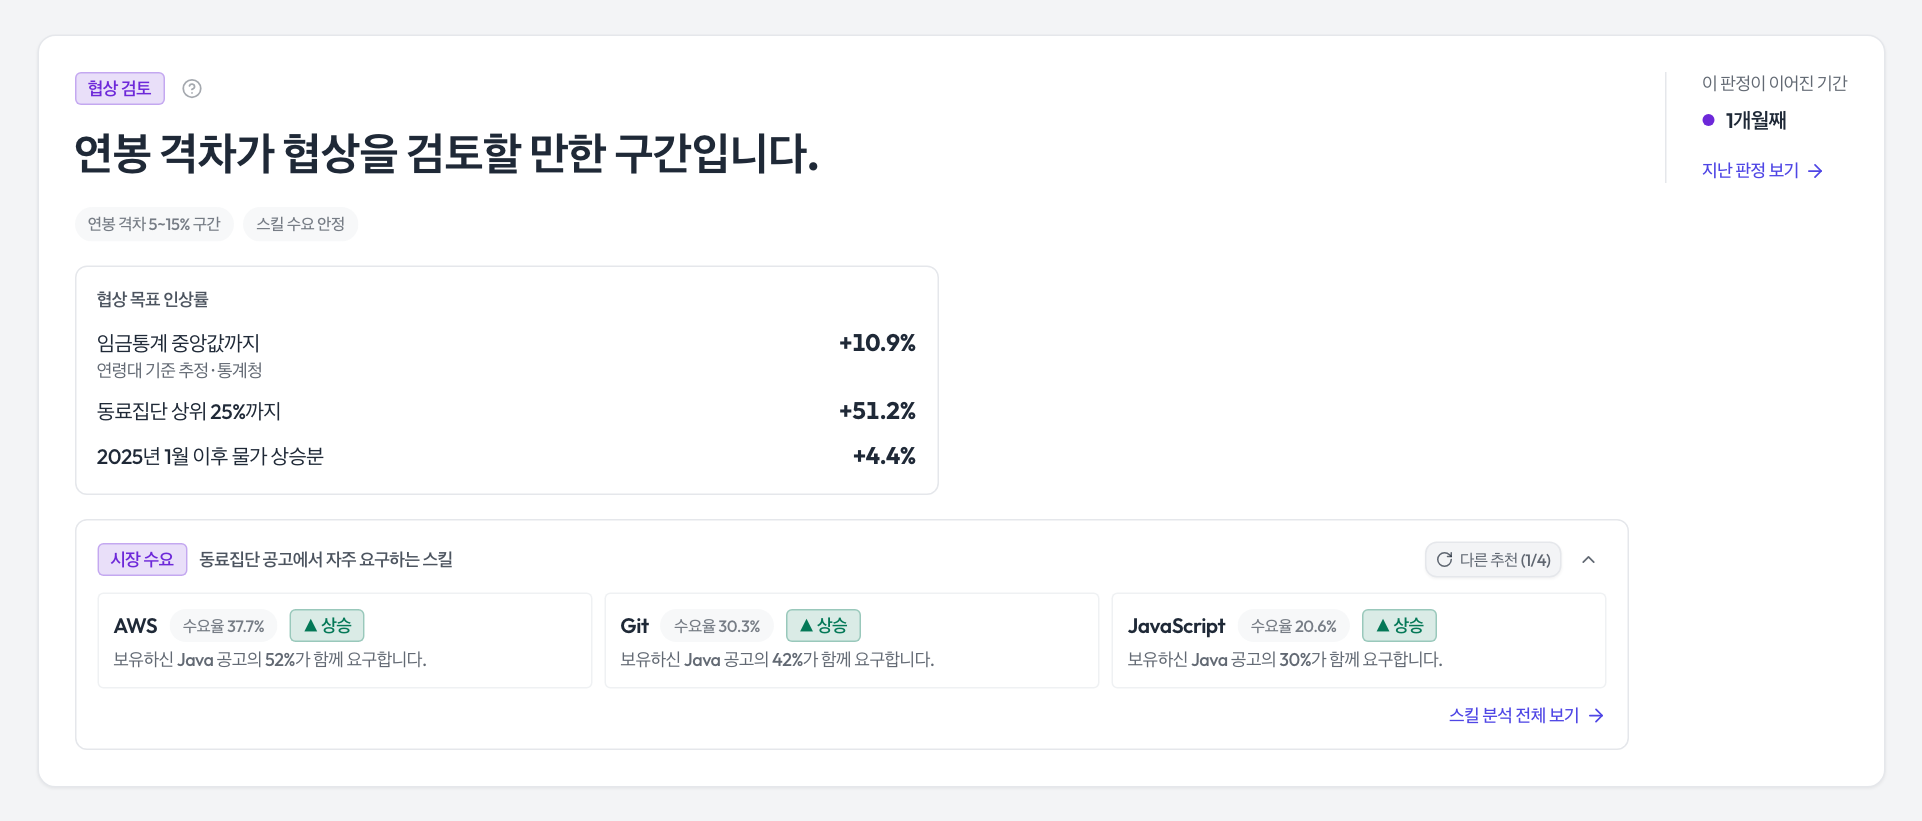 협상 검토
연봉 격차가 협상을 검토할 만한 구간입니다.
연봉 격차 5~15% 구간
스킬 수요 안정
이 판정이 이어진 기간
1개월째
지난 판정 보기 →
협상 목표 인상률
임금통계 중앙값까지
+10.9%
연령대 기준 추정 · 통계청
동료집단 상위 25%까지
+51.2%
2025년 1월 이후 물가 상승분
+4.4%
시장 수요
동료집단 공고에서 자주 요구하는 스킬
다른 추천 (1/4)
AWS 수요율 37.7% ▲ 상승
보유하신 Java 공고의 52%가 함께 요구합니다.
Git 수요율 30.3% ▲ 상승
보유하신 Java 공고의 42%가 함께 요구합니다.
JavaScript 수요율 20.6% ▲ 상승
보유하신 Java 공고의 30%가 함께 요구합니다.
스킬 분석 전체 보기 →